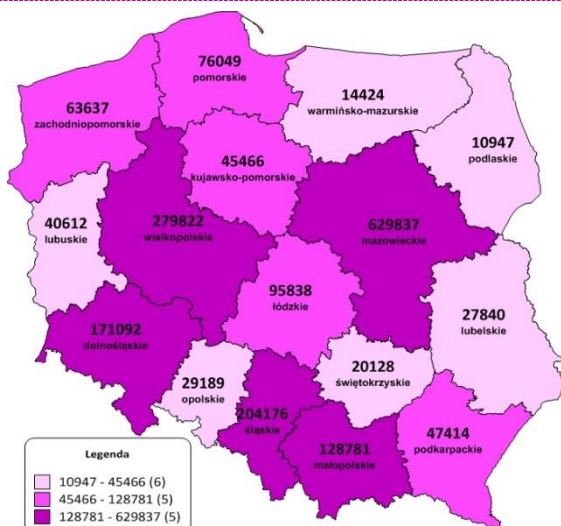 76049
pomorskie
63637
zachodniopomorskie
14424
warmińsko-mazurskie
10947
podlaskie
45466
kujawsko-pomorskie
40612
lubuskie
279822
wielkopolskie
629837
mazowieckie
95838
łódzkie
27840
lubelskie
171092
dolnośląskie
29189
opolskie
20128
świętokrzyskie
204176
śląskie
128781
małopolskie
47414
podkarpackie
Legenda
10947 - 45466 (6)
45466 - 128781 (5)
128781 - 629837 (5)